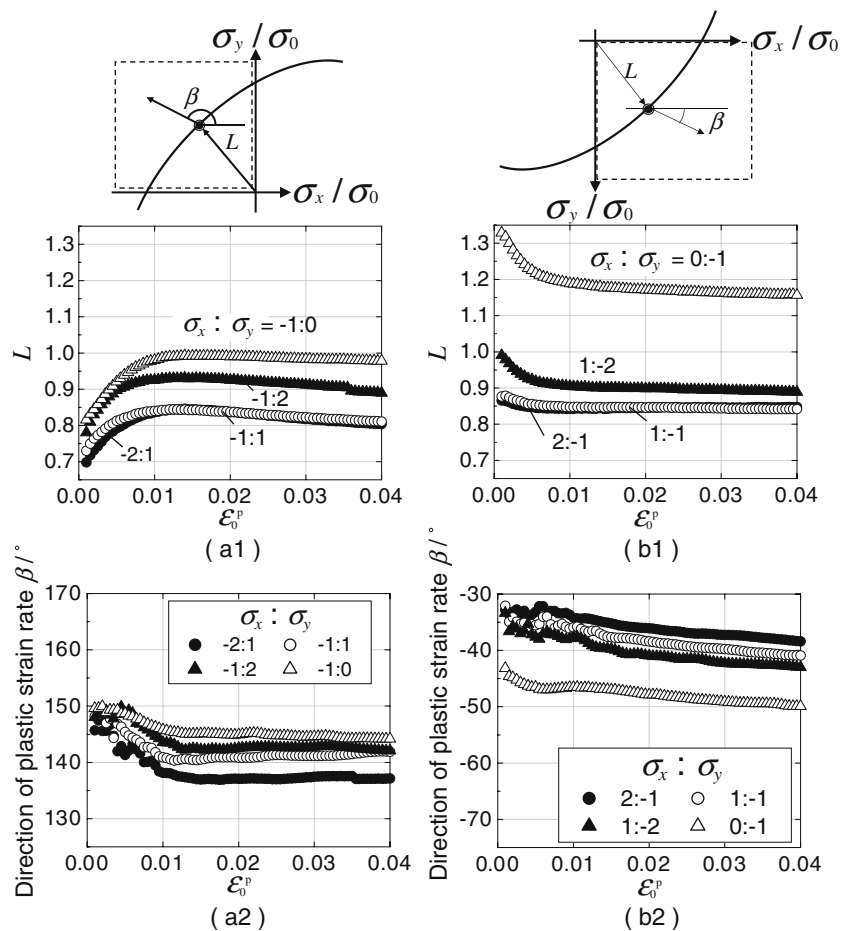 σy/σ0
β
L
σx/σ0
σx/σ0
L
β
σy/σ0
1.3
1.2
1.1
1.0
0.9
0.8
0.7
L
σx : σy = -1:0
-1:2
-1:1
-2:1
0.00 0.01 0.02 0.03 0.04
ε0^p
( a1 )
1.3
1.2
1.1
1.0
0.9
0.8
0.7
L
σx : σy = 0:-1
1:-2
2:-1
1:-1
0.00 0.01 0.02 0.03 0.04
ε0^p
( b1 )
Direction of plastic strain rate β/°
170
160
150
140
130
σx : σy
-2:1 -1:1
-1:2 -1:0
0.00 0.01 0.02 0.03 0.04
ε0^p
( a2 )
Direction of plastic strain rate β/°
-30
-40
-50
-60
-70
σx : σy
2:-1 1:-1
1:-2 0:-1
0.00 0.01 0.02 0.03 0.04
ε0^p
( b2 )